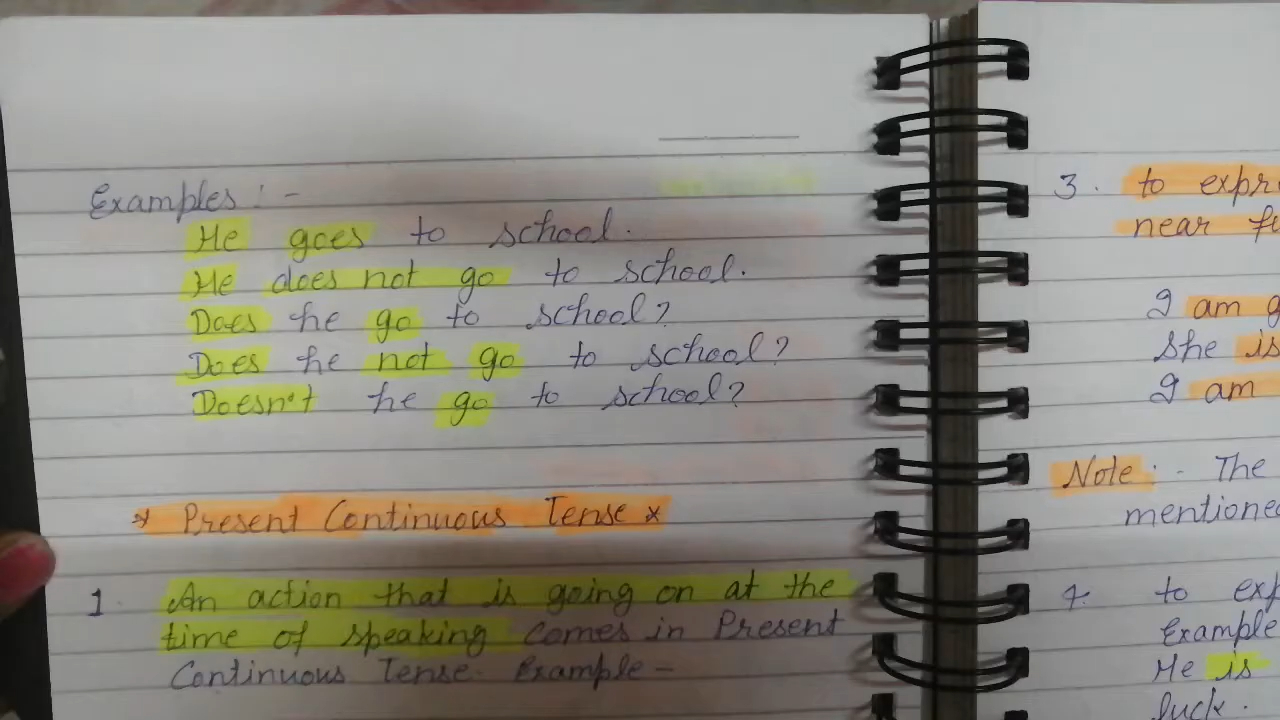 Examples :-
He goes to school.
He does not go to school.
Does he go to school?
Does he not go to school?
Doesn't he go to school?
* Present Continuous Tense *
1. An action that is going on at the
time of speaking comes in Present
Continuous Tense. Example –
3. to expr
near fu
I am g
She is
I am
Note :- The
mentioned
4. to exp
Example
He is
luck.